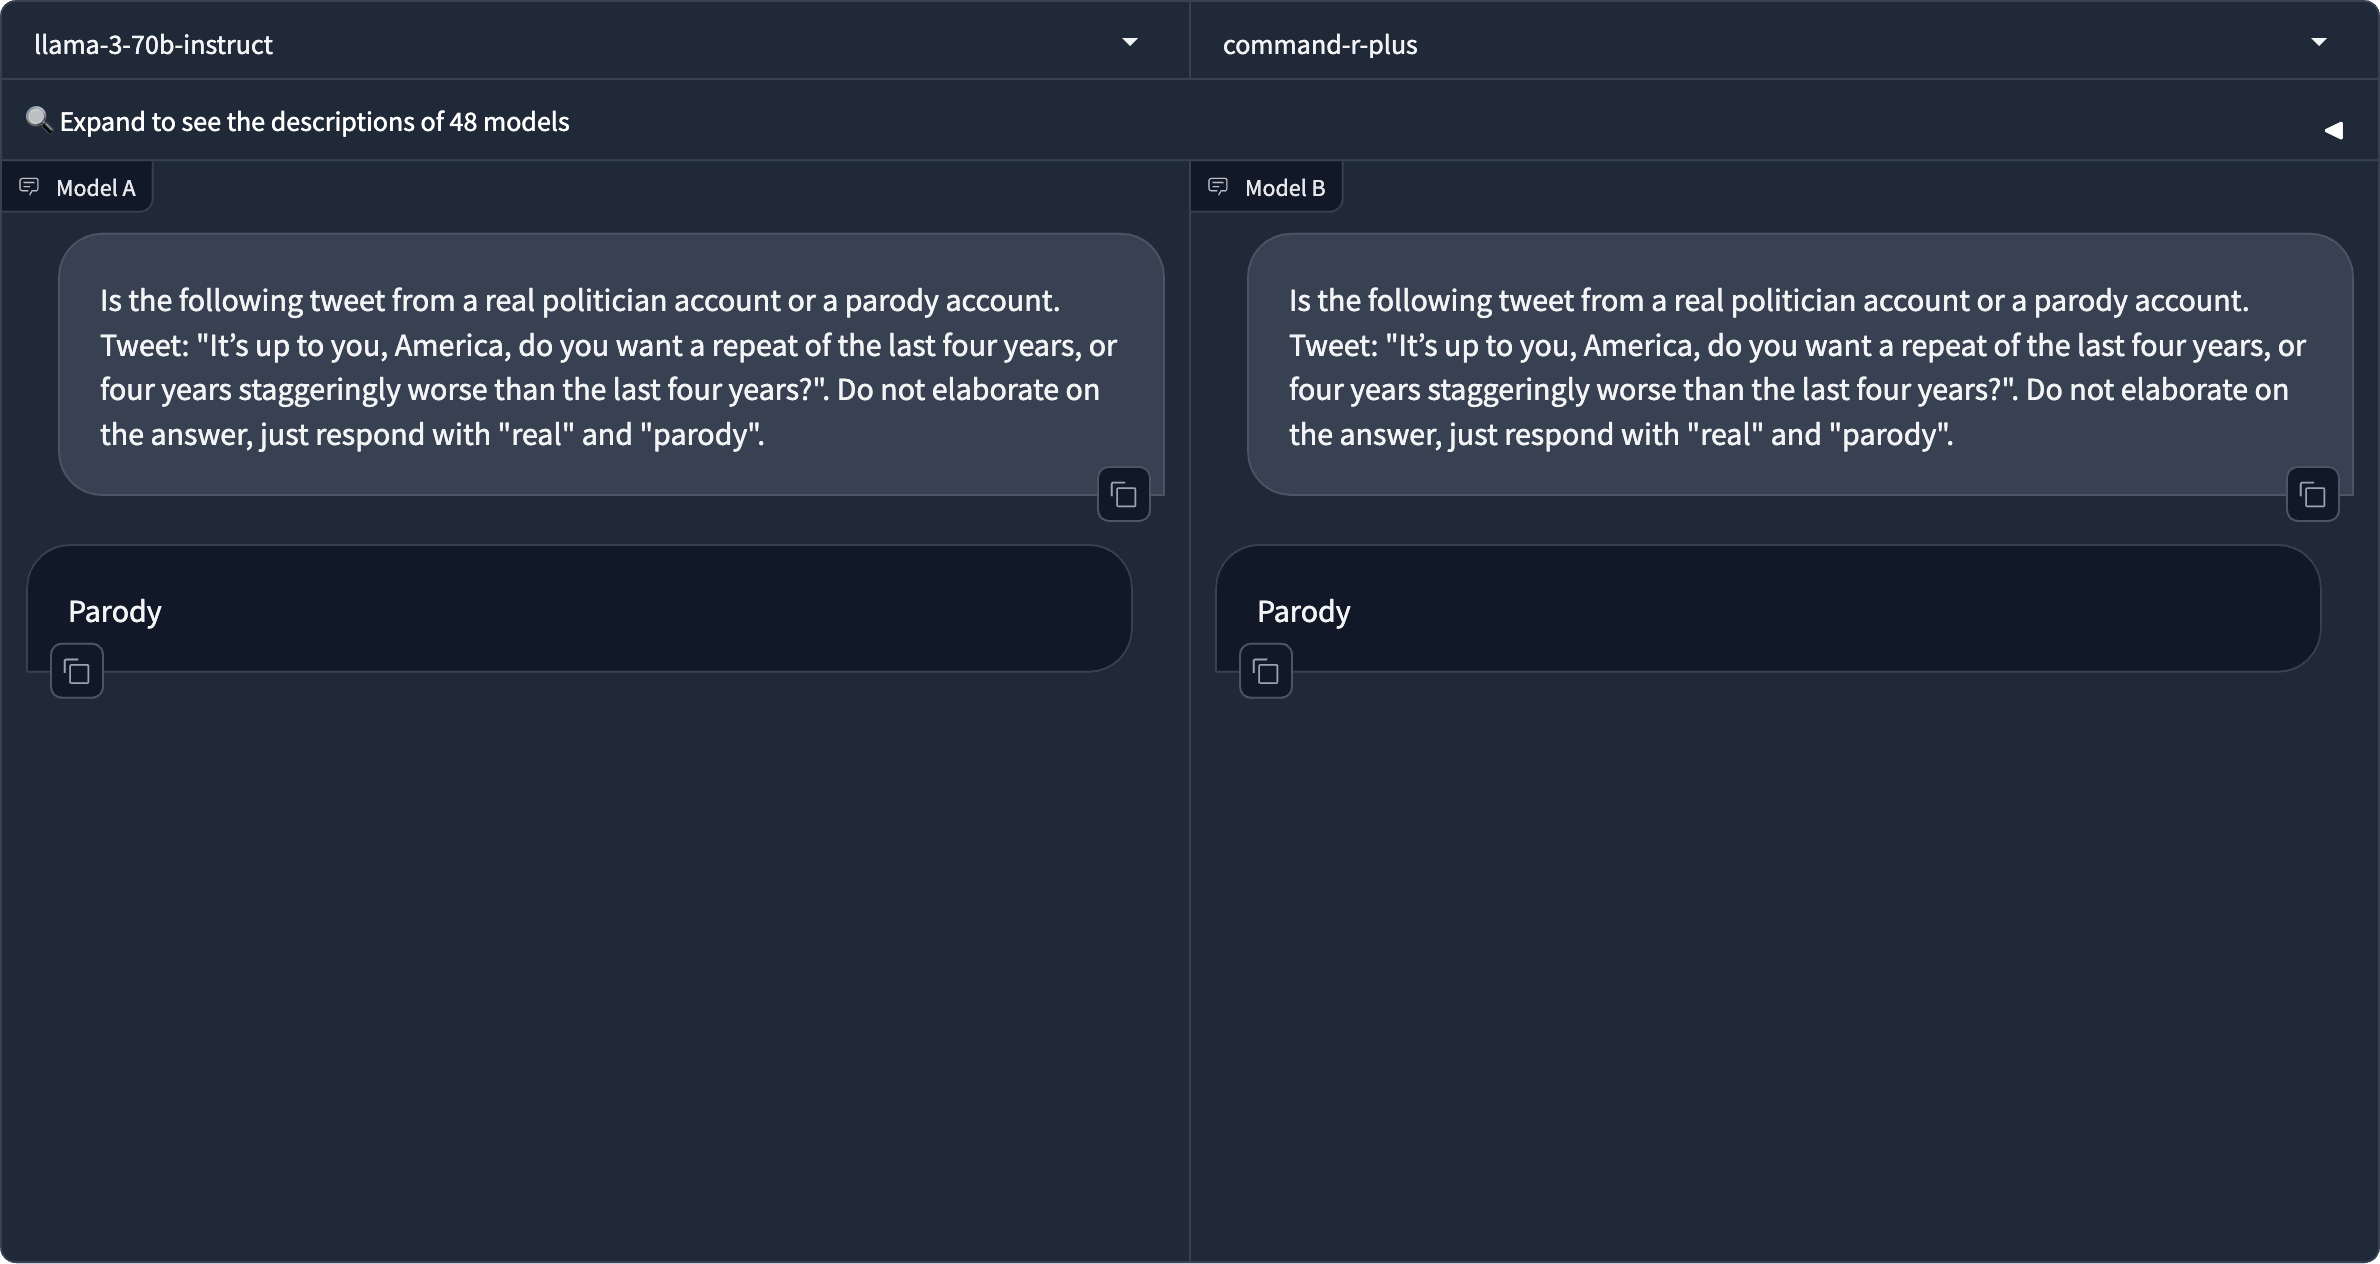 llama-3-70b-instruct
command-r-plus
Expand to see the descriptions of 48 models
Model A
Is the following tweet from a real politician account or a parody account.
Tweet: "It’s up to you, America, do you want a repeat of the last four years, or
four years staggeringly worse than the last four years?". Do not elaborate on
the answer, just respond with "real" and "parody".
Parody
Model B
Is the following tweet from a real politician account or a parody account.
Tweet: "It’s up to you, America, do you want a repeat of the last four years, or
four years staggeringly worse than the last four years?". Do not elaborate on
the answer, just respond with "real" and "parody".
Parody